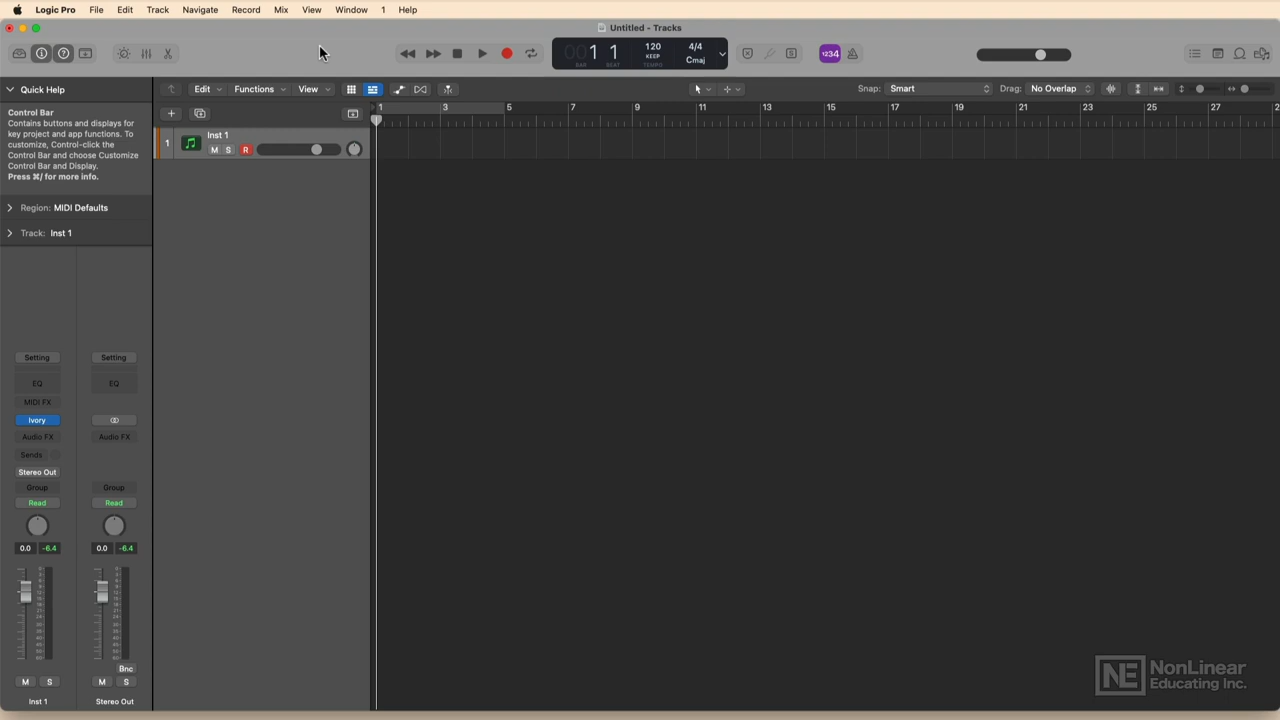 Logic Pro File Edit Track Navigate Record Mix View Window 1 Help
Untitled - Tracks
001 1
BAR BEAT
120
KEEP
TEMPO
4/4
Cmaj
1234
Quick Help
Edit Functions View
Snap: Smart
Drag: No Overlap
Control Bar
Contains buttons and displays for
key project and app functions. To
customize, Control-click the
Control Bar and choose Customize
Control Bar and Display.
Press ⌘/ for more info.
1 3 5 7 9 11 13 15 17 19 21 23 25 27
1
Inst 1
M S R
Region: MIDI Defaults
Track: Inst 1
Setting Setting
EQ EQ
MIDI FX
Ivory
Audio FX Audio FX
Sends
Stereo Out
Group Group
Read Read
0.0 -6.4 0.0 -6.4
Bnc
M S M S
Inst 1 Stereo Out
NE NonLinear
Educating Inc.